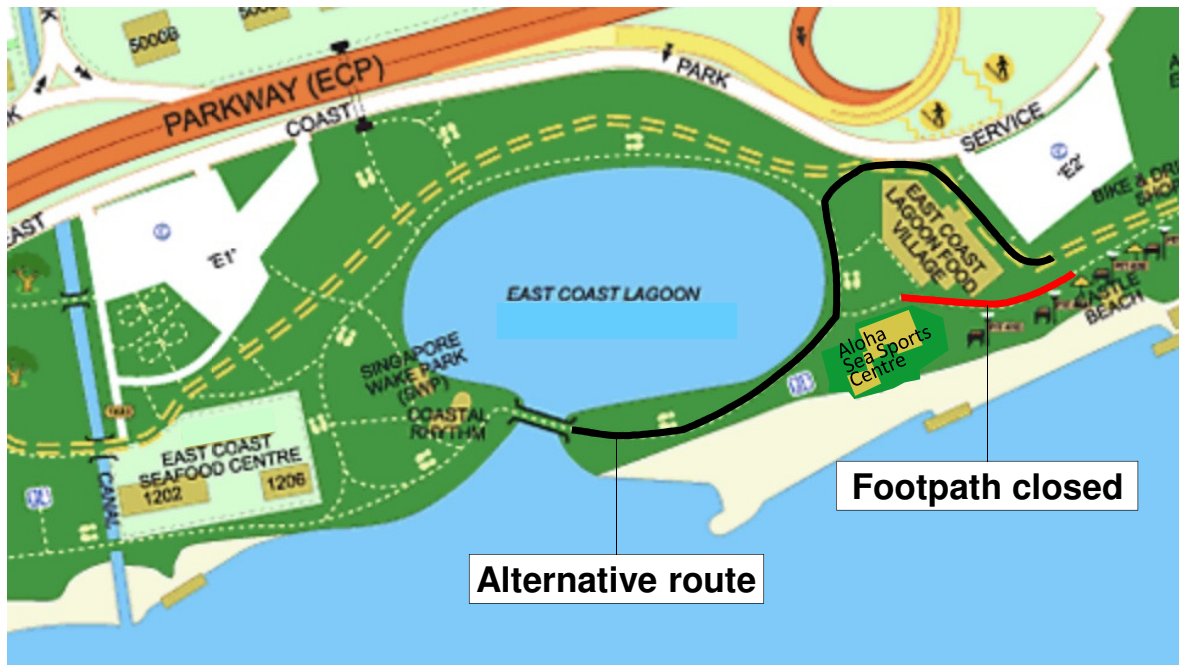 5000B
PARKWAY (ECP)
COAST
PARK
SERVICE
EAST
'E1'
'E2'
BIKE &
SHOP
EAST COAST
LAGOON FOOD
VILLAGE
EAST COAST LAGOON
CASTLE
BEACH
SINGAPORE
WAKE PARK
(SWP)
COASTAL
RHYTHM
Aloha
Sea Sports
Centre
EAST COAST
SEAFOOD CENTRE
1202
1206
CANAL
Footpath closed
Alternative route